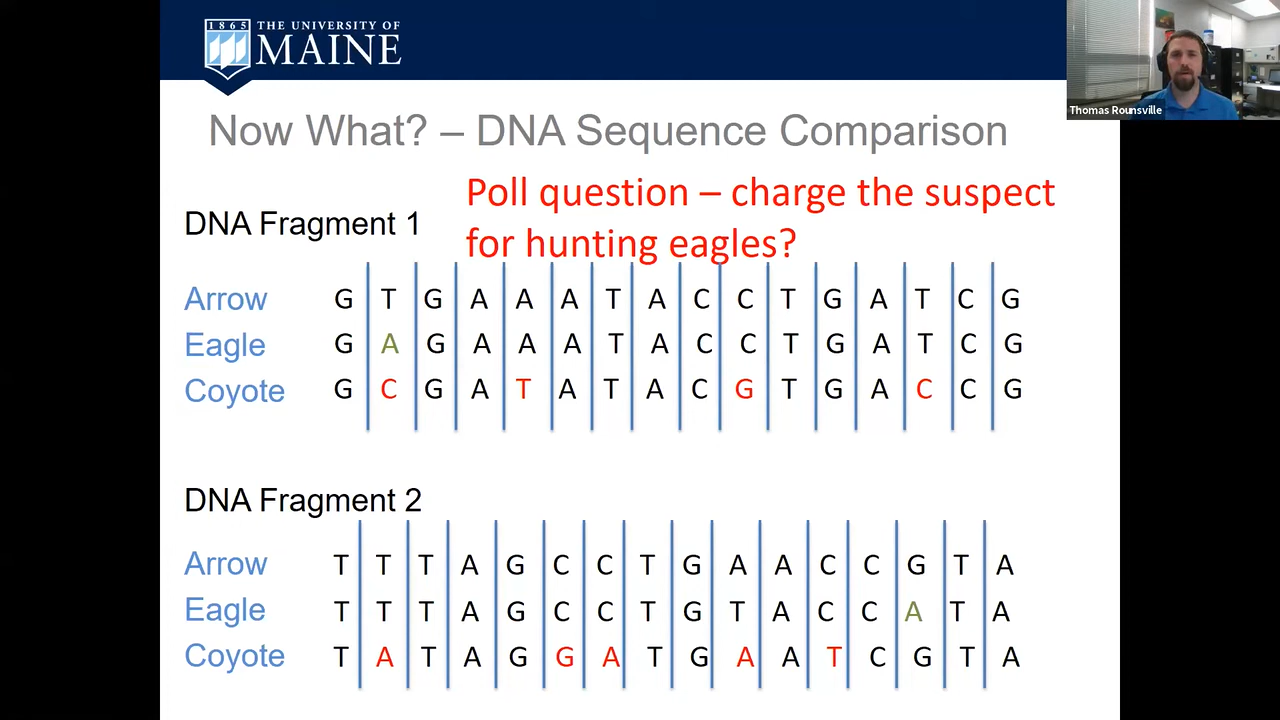 1865
THE UNIVERSITY OF
MAINE
Thomas Rounsville
Now What? – DNA Sequence Comparison
Poll question – charge the suspect
for hunting eagles?
DNA Fragment 1
Arrow G T G A A A T A C C T G A T C G
Eagle G A G A A A T A C C T G A T C G
Coyote G C G A T A T A C G T G A C C G
DNA Fragment 2
Arrow T T T A G C C T G A A C C G T A
Eagle T T T A G C C T G T A C C A T A
Coyote T A T A G G A T G A A T C G T A